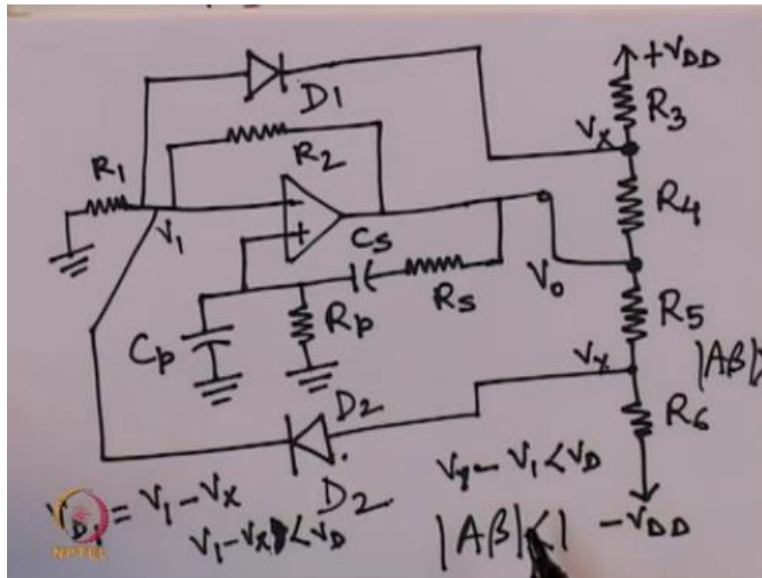 +VDD
R3
D1
VX
R1
R2
R4
V1
-
+
CS
V0
RS
R5
Cp
Rp
VY
|Aβ|>
D2
R6
VY - V1 < VD
VD1 = V1 - VX
D2
V1 - VX < VD
|Aβ| < 1
-VDD
NPTEL